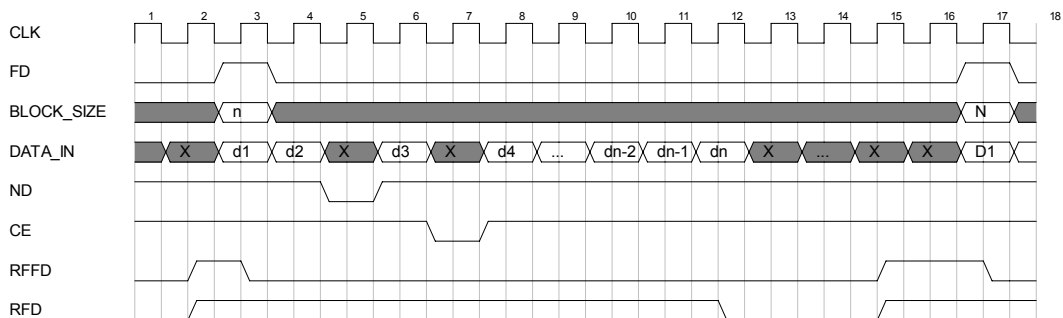 1 2 3 4 5 6 7 8 9 10 11 12 13 14 15 16 17 18
CLK
FD
BLOCK_SIZE n N
DATA_IN X d1 d2 X d3 X d4 ... dn-2 dn-1 dn X ... X X D1
ND
CE
RFFD
RFD